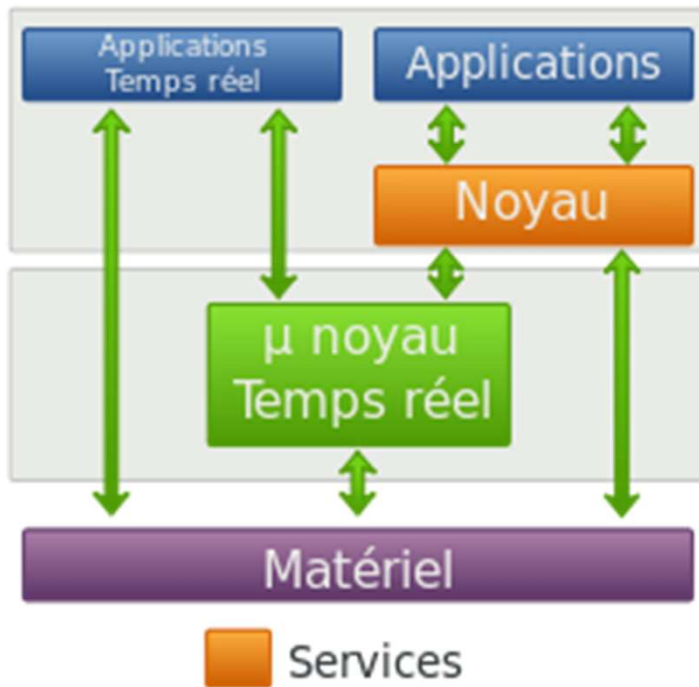 Applications
Temps réel
Applications
Noyau
µ noyau
Temps réel
Matériel
Services